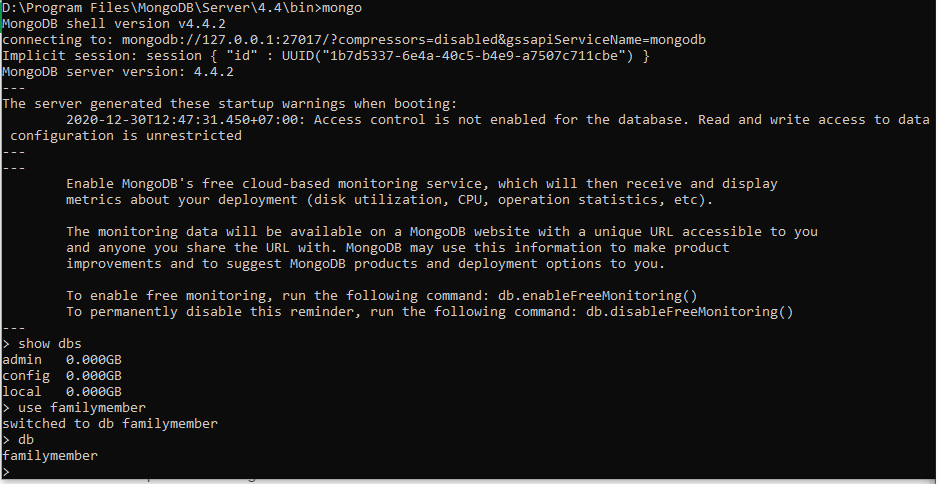 D:\Program Files\MongoDB\Server\4.4\bin>mongo
MongoDB shell version v4.4.2
connecting to: mongodb://127.0.0.1:27017/?compressors=disabled&gssapiServiceName=mongodb
Implicit session: session { "id" : UUID("1b7d5337-6e4a-40c5-b4e9-a7507c711cbe") }
MongoDB server version: 4.4.2
---
The server generated these startup warnings when booting:
        2020-12-30T12:47:31.450+07:00: Access control is not enabled for the database. Read and write access to data
 configuration is unrestricted
---
---
        Enable MongoDB's free cloud-based monitoring service, which will then receive and display
        metrics about your deployment (disk utilization, CPU, operation statistics, etc).

        The monitoring data will be available on a MongoDB website with a unique URL accessible to you
        and anyone you share the URL with. MongoDB may use this information to make product
        improvements and to suggest MongoDB products and deployment options to you.

        To enable free monitoring, run the following command: db.enableFreeMonitoring()
        To permanently disable this reminder, run the following command: db.disableFreeMonitoring()
---
> show dbs
admin   0.000GB
config  0.000GB
local   0.000GB
> use familymember
switched to db familymember
> db
familymember
>